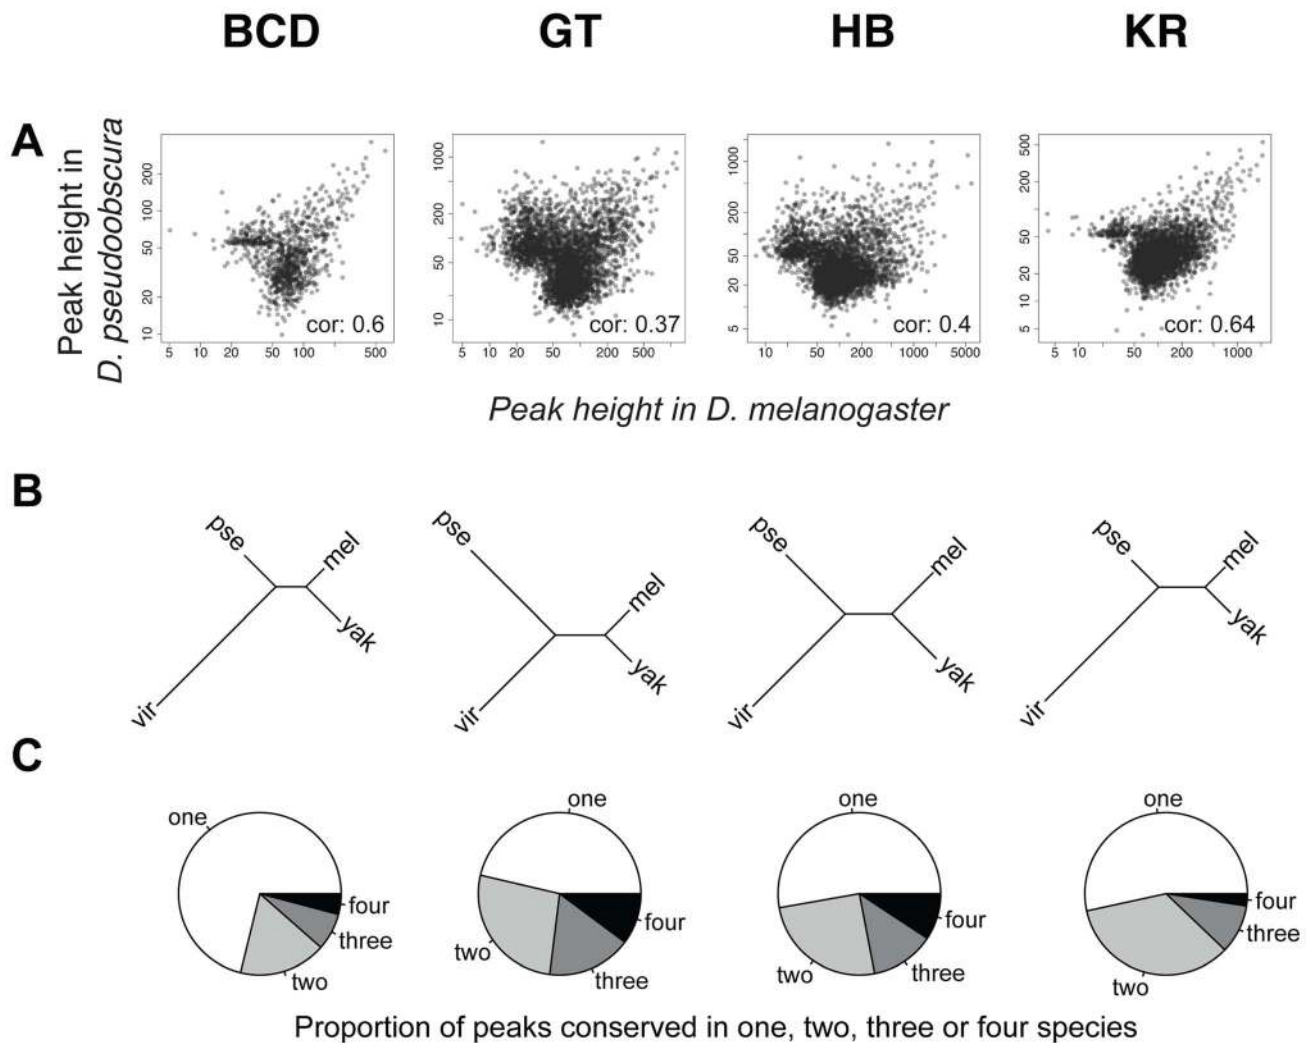 BCD GT HB KR
A
Peak height in
D. pseudoobscura
200
100
50
20
10
5 10 20 50 100 500
cor: 0.6
1000
200
50
10
5 10 20 50 200 500
cor: 0.37
1000
200
50
20
5
10 50 200 1000 5000
cor: 0.4
500
200
50
20
10
5
5 10 50 200 1000
cor: 0.64
Peak height in D. melanogaster
B
pse
mel
yak
vir
pse
mel
yak
vir
pse
mel
yak
vir
pse
mel
yak
vir
C
one
four
three
two
one
four
three
two
one
four
three
two
one
four
three
two
Proportion of peaks conserved in one, two, three or four species